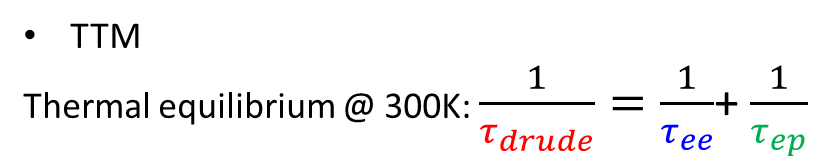 • TTM
Thermal equilibrium @ 300K: 1/τ_drude = 1/τ_ee + 1/τ_ep